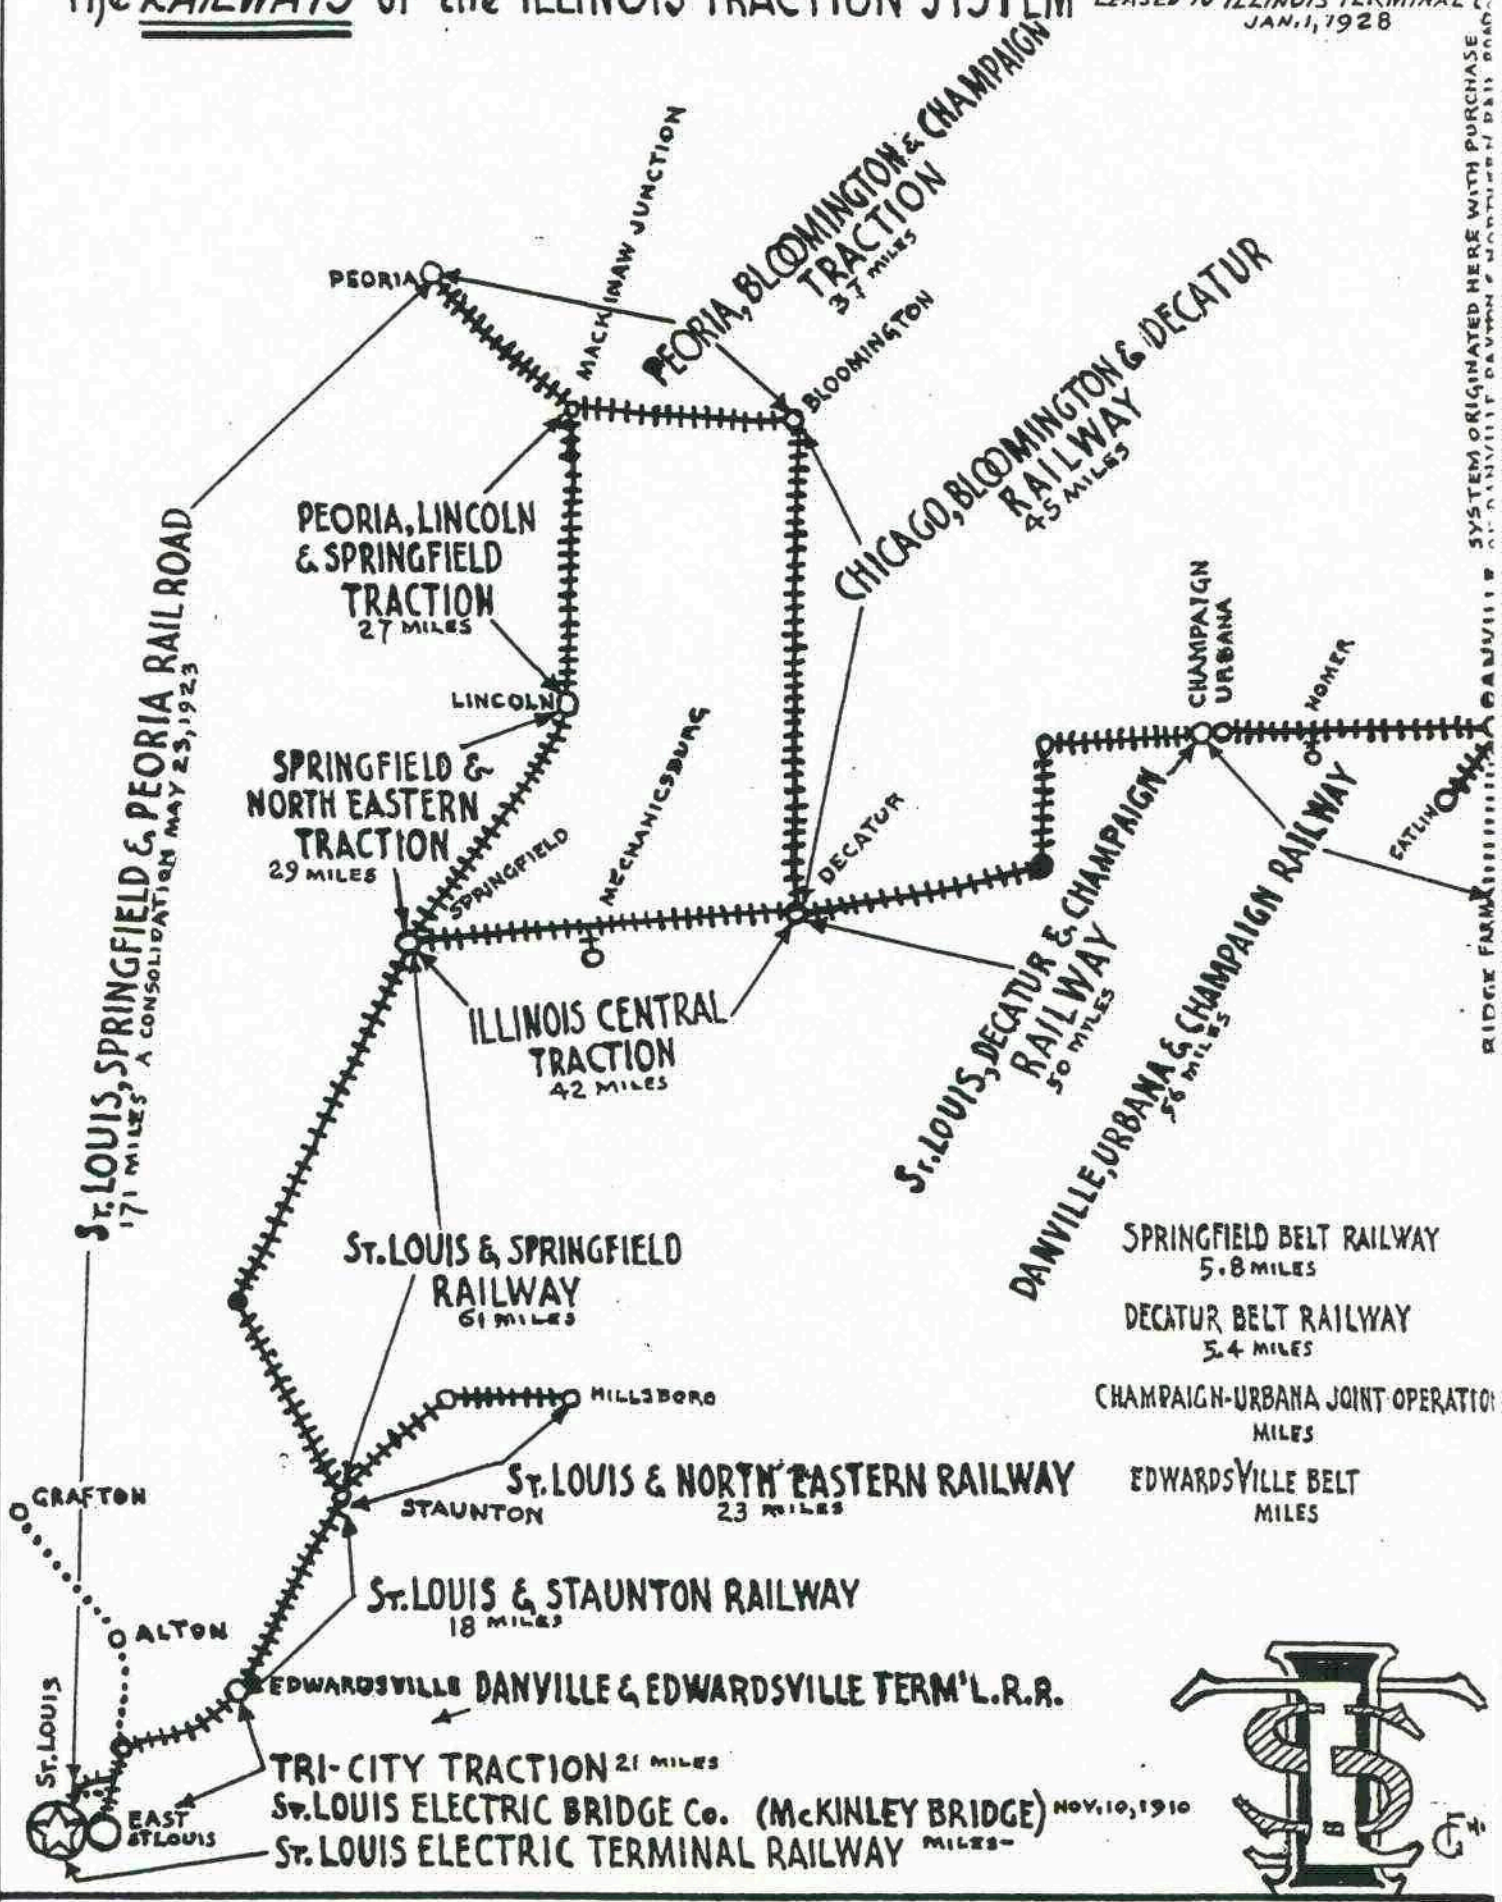 The RAILWAYS of the ILLINOIS TRACTION SYSTEM
LEASED TO ILLINOIS TERMINAL
JAN.1,1928
SYSTEM ORIGINATED HERE WITH PURCHASE
MACKINAW JUNCTION
PEORIA, BLOOMINGTON & CHAMPAIGN
TRACTION
37 MILES
PEORIA
BLOOMINGTON
CHICAGO, BLOOMINGTON & DECATUR
RAILWAY
45 MILES
PEORIA, LINCOLN
& SPRINGFIELD
TRACTION
27 MILES
ST. LOUIS, SPRINGFIELD & PEORIA RAILROAD
171 MILES A CONSOLIDATION MAY 23, 1923
LINCOLN
SPRINGFIELD &
NORTH EASTERN
TRACTION
29 MILES
SPRINGFIELD
MECHANICSBURG
DECATUR
CHAMPAIGN
URBANA
HOMER
DANVILLE
CATLIN
RIDGE FARM
ILLINOIS CENTRAL
TRACTION
42 MILES
ST. LOUIS, DECATUR & CHAMPAIGN
RAILWAY
50 MILES
DANVILLE, URBANA & CHAMPAIGN RAILWAY
56 MILES
ST. LOUIS & SPRINGFIELD
RAILWAY
61 MILES
SPRINGFIELD BELT RAILWAY
5.8 MILES
DECATUR BELT RAILWAY
5.4 MILES
CHAMPAIGN-URBANA JOINT OPERATIO
MILES
EDWARDSVILLE BELT
MILES
HILLSBORO
ST. LOUIS & NORTH EASTERN RAILWAY
23 MILES
STAUNTON
GRAFTON
ST. LOUIS & STAUNTON RAILWAY
18 MILES
ALTON
EDWARDSVILLE
DANVILLE & EDWARDSVILLE TERM'L. R.R.
ST. LOUIS
TRI-CITY TRACTION 21 MILES
ST. LOUIS ELECTRIC BRIDGE Co. (McKINLEY BRIDGE) NOV. 10, 1910
EAST
ST LOUIS
ST. LOUIS ELECTRIC TERMINAL RAILWAY MILES-
ITS